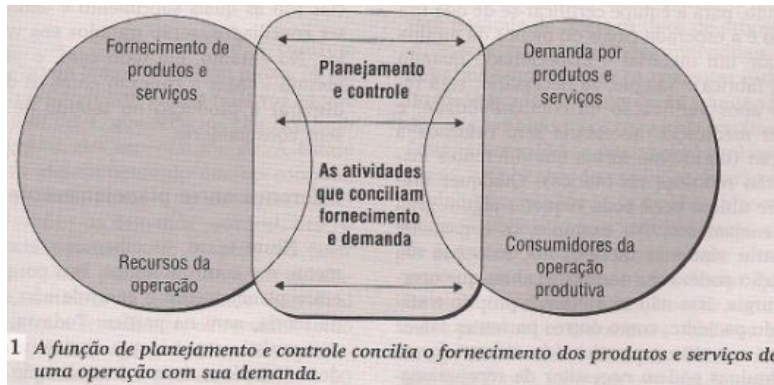 Fornecimento de
produtos e
serviços
Recursos da
operação
Planejamento
e controle
As atividades
que conciliam
fornecimento
e demanda
Demanda por
produtos e
serviços
Consumidores da
operação
produtiva
1 A função de planejamento e controle concilia o fornecimento dos produtos e serviços de
uma operação com sua demanda.